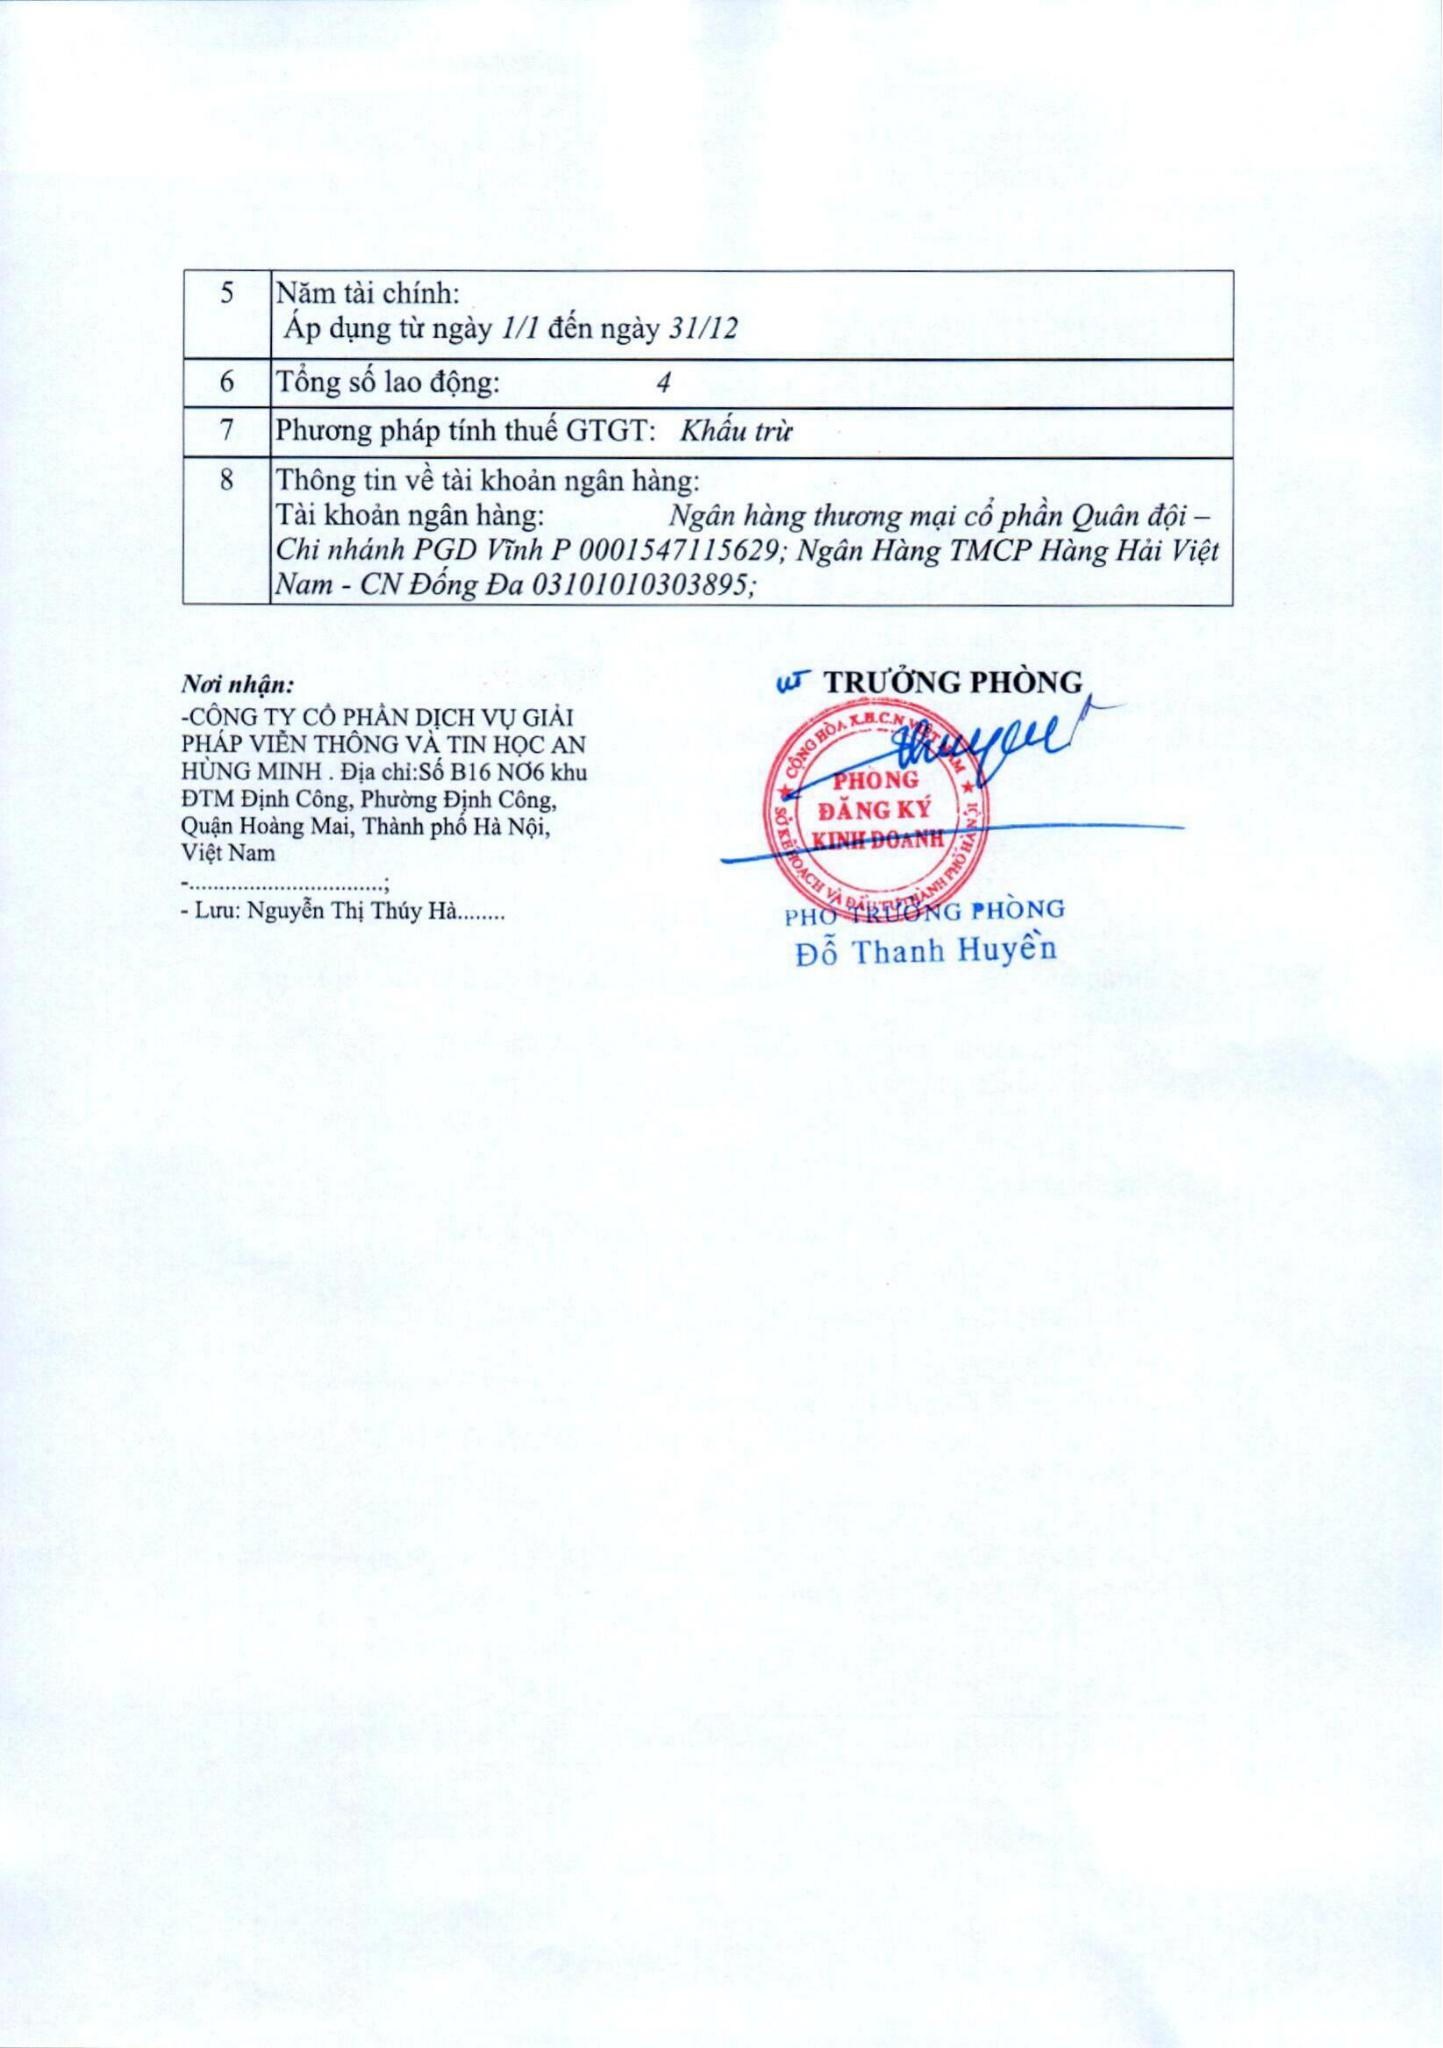 5 Năm tài chính:
Áp dụng từ ngày 1/1 đến ngày 31/12
6 Tổng số lao động: 4
7 Phương pháp tính thuế GTGT: Khấu trừ
8 Thông tin về tài khoản ngân hàng:
Tài khoản ngân hàng: Ngân hàng thương mại cổ phần Quân đội –
Chi nhánh PGD Vĩnh P 0001547115629; Ngân Hàng TMCP Hàng Hải Việt
Nam - CN Đống Đa 03101010303895;
Nơi nhận:
-CÔNG TY CỔ PHẦN DỊCH VỤ GIẢI
PHÁP VIỄN THÔNG VÀ TIN HỌC AN
HÙNG MINH . Địa chỉ:Số B16 NƠ6 khu
ĐTM Định Công, Phường Định Công,
Quận Hoàng Mai, Thành phố Hà Nội,
Việt Nam
-..................................;
- Lưu: Nguyễn Thị Thúy Hà........
TRƯỞNG PHÒNG
CỘNG HÒA X.H.C.N VIỆT NAM
PHÒNG
ĐĂNG KÝ
KINH DOANH
SỞ KẾ HOẠCH VÀ ĐẦU TƯ THÀNH PHỐ HÀ NỘI
PHÓ TRƯỞNG PHÒNG
Đỗ Thanh Huyền